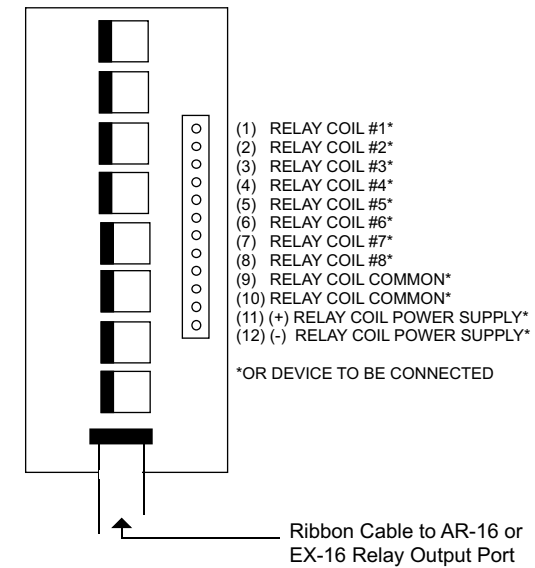 (1) RELAY COIL #1*
(2) RELAY COIL #2*
(3) RELAY COIL #3*
(4) RELAY COIL #4*
(5) RELAY COIL #5*
(6) RELAY COIL #6*
(7) RELAY COIL #7*
(8) RELAY COIL #8*
(9) RELAY COIL COMMON*
(10) RELAY COIL COMMON*
(11) (+) RELAY COIL POWER SUPPLY*
(12) (-) RELAY COIL POWER SUPPLY*
*OR DEVICE TO BE CONNECTED
Ribbon Cable to AR-16 or
EX-16 Relay Output Port